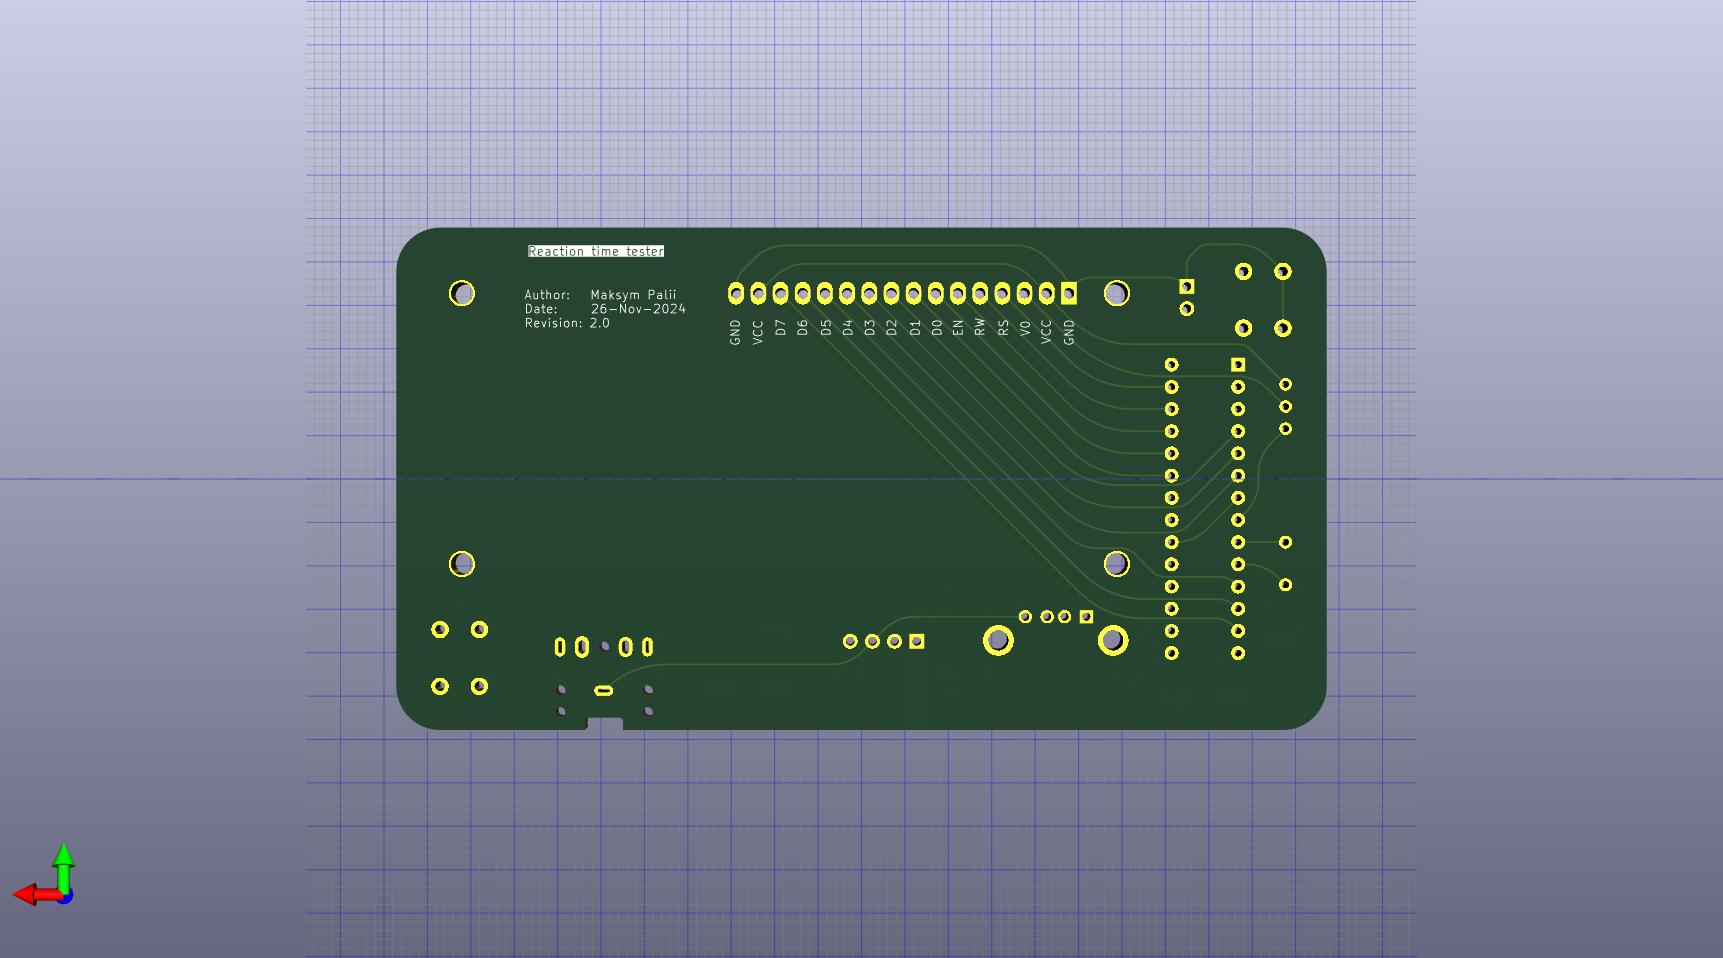 Reaction time tester
Author: Maksym Palii
Date: 26-Nov-2024
Revision: 2.0
GND
VCC
D7
D6
D5
D4
D3
D2
D1
D0
EN
RW
RS
V0
VCC
GND